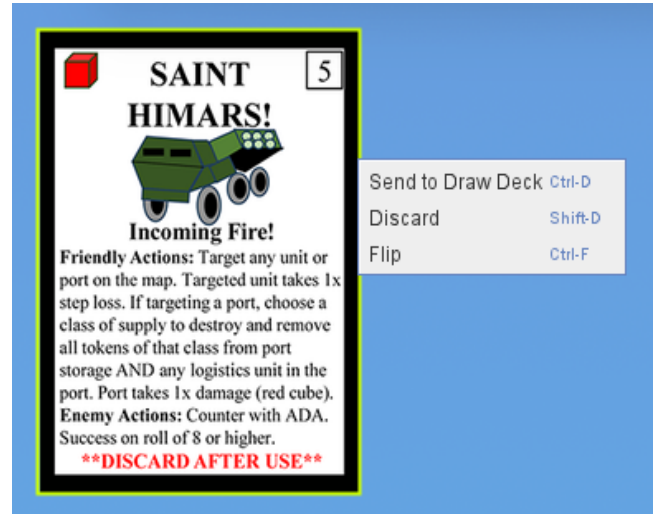 SAINT 5
HIMARS!
Incoming Fire!
Friendly Actions: Target any unit or
port on the map. Targeted unit takes 1x
step loss. If targeting a port, choose a
class of supply to destroy and remove
all tokens of that class from port
storage AND any logistics unit in the
port. Port takes 1x damage (red cube).
Enemy Actions: Counter with ADA.
Success on roll of 8 or higher.
**DISCARD AFTER USE**
Send to Draw Deck Ctrl-D
Discard Shift-D
Flip Ctrl-F